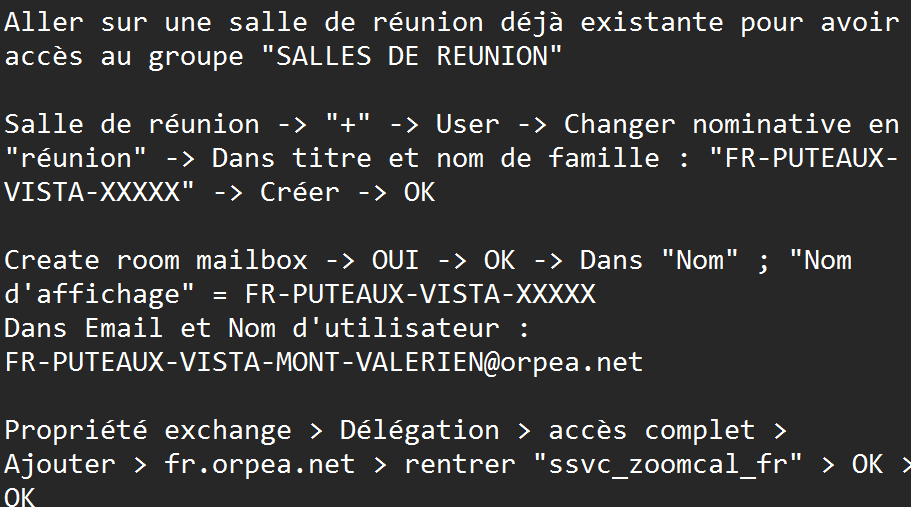 Aller sur une salle de réunion déjà existante pour avoir
accès au groupe "SALLES DE REUNION"
Salle de réunion -> "+" -> User -> Changer nominative en
"réunion" -> Dans titre et nom de famille : "FR-PUTEAUX-
VISTA-XXXXX" -> Créer -> OK
Create room mailbox -> OUI -> OK -> Dans "Nom" ; "Nom
d'affichage" = FR-PUTEAUX-VISTA-XXXXX
Dans Email et Nom d'utilisateur :
FR-PUTEAUX-VISTA-MONT-VALERIEN@orpea.net
Propriété exchange > Délégation > accès complet >
Ajouter > fr.orpea.net > rentrer "ssvc_zoomcal_fr" > OK >
OK